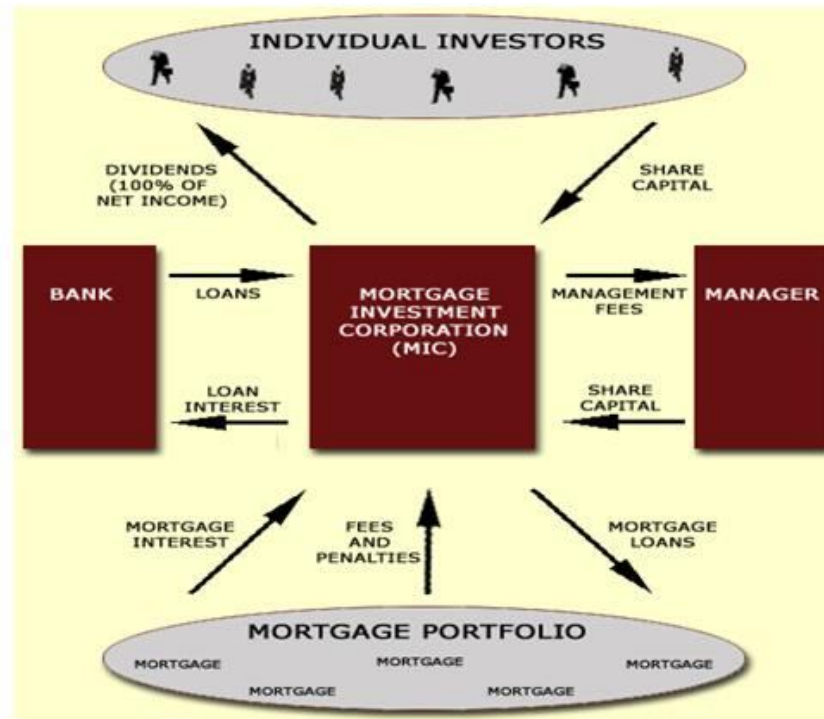 INDIVIDUAL INVESTORS
DIVIDENDS
(100% OF
NET INCOME)
SHARE
CAPITAL
BANK
LOANS
MORTGAGE
INVESTMENT
CORPORATION
(MIC)
MANAGEMENT
FEES
MANAGER
LOAN
INTEREST
SHARE
CAPITAL
MORTGAGE
INTEREST
FEES
AND
PENALTIES
MORTGAGE
LOANS
MORTGAGE PORTFOLIO
MORTGAGE
MORTGAGE
MORTGAGE
MORTGAGE
MORTGAGE